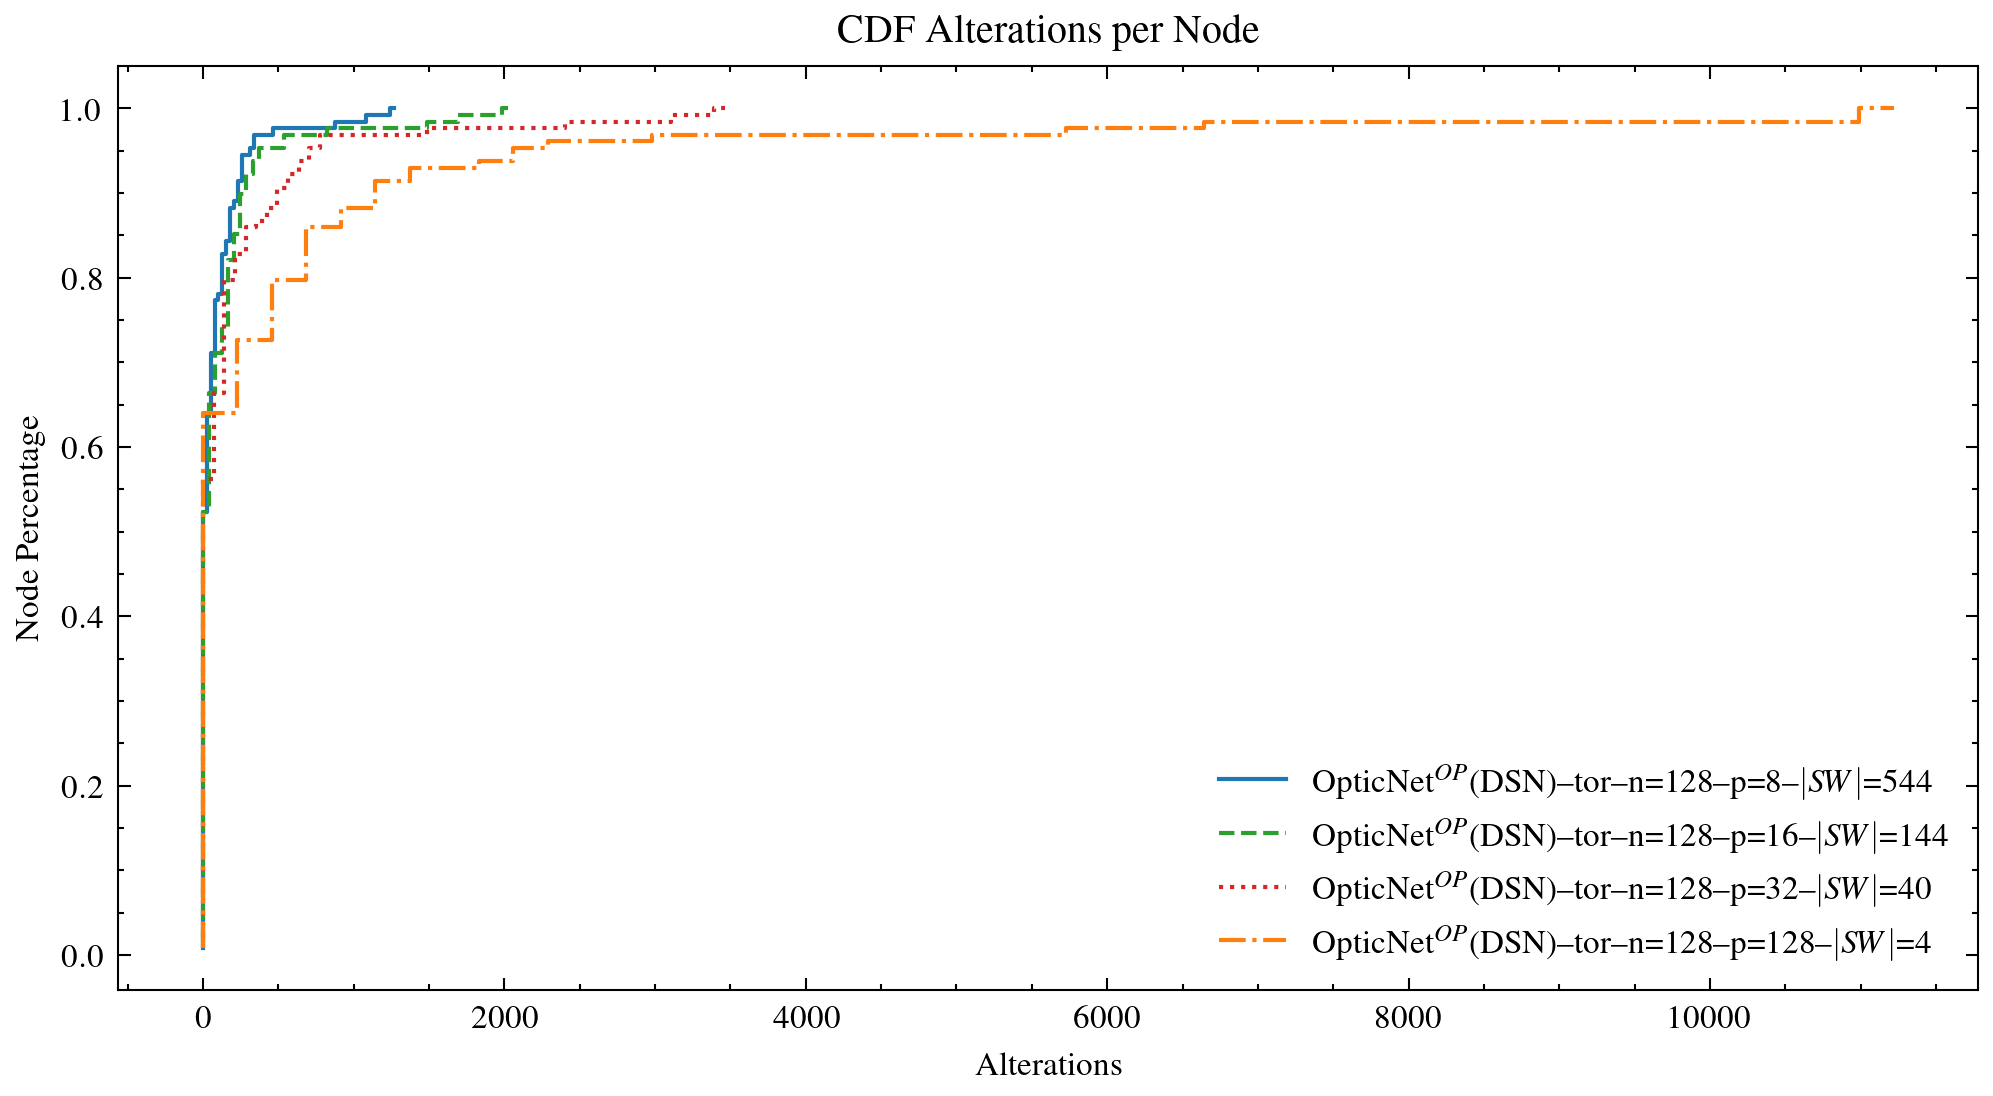 CDF Alterations per Node
Node Percentage
1.0
0.8
0.6
0.4
0.2
0.0
0 2000 4000 6000 8000 10000
Alterations
OpticNet^OP(DSN)–tor–n=128–p=8–|SW|=544
OpticNet^OP(DSN)–tor–n=128–p=16–|SW|=144
OpticNet^OP(DSN)–tor–n=128–p=32–|SW|=40
OpticNet^OP(DSN)–tor–n=128–p=128–|SW|=4